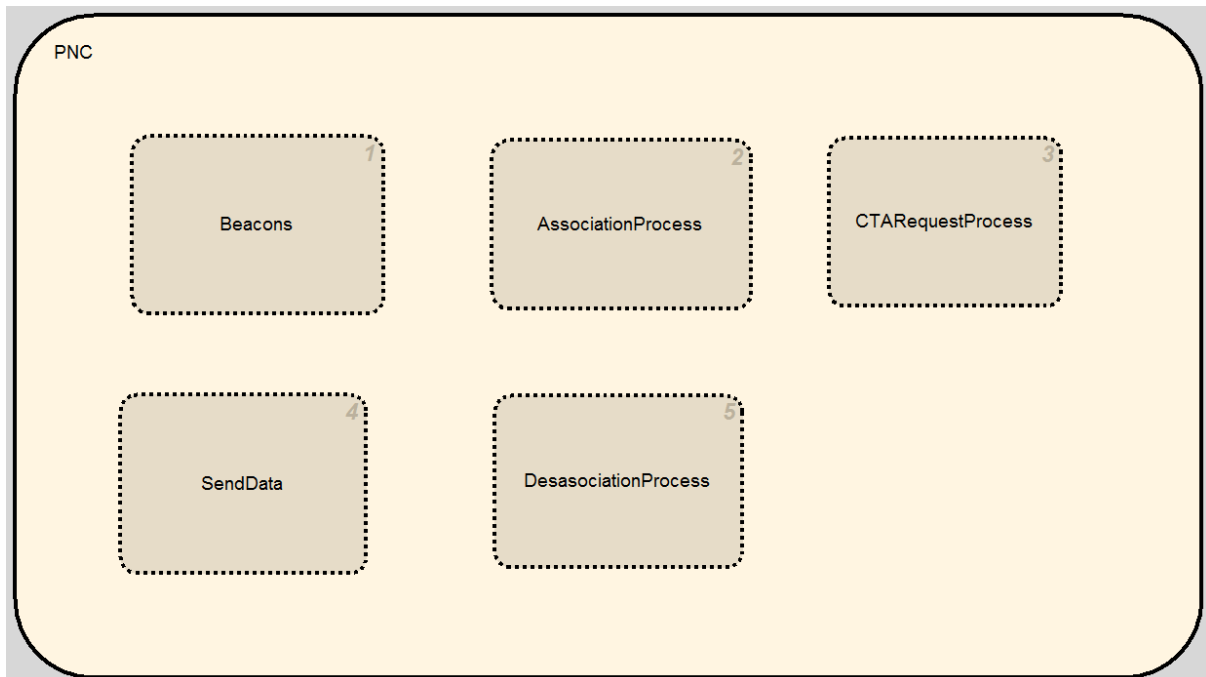 PNC
1
Beacons
2
AssociationProcess
3
CTARequestProcess
4
SendData
5
DesasociationProcess